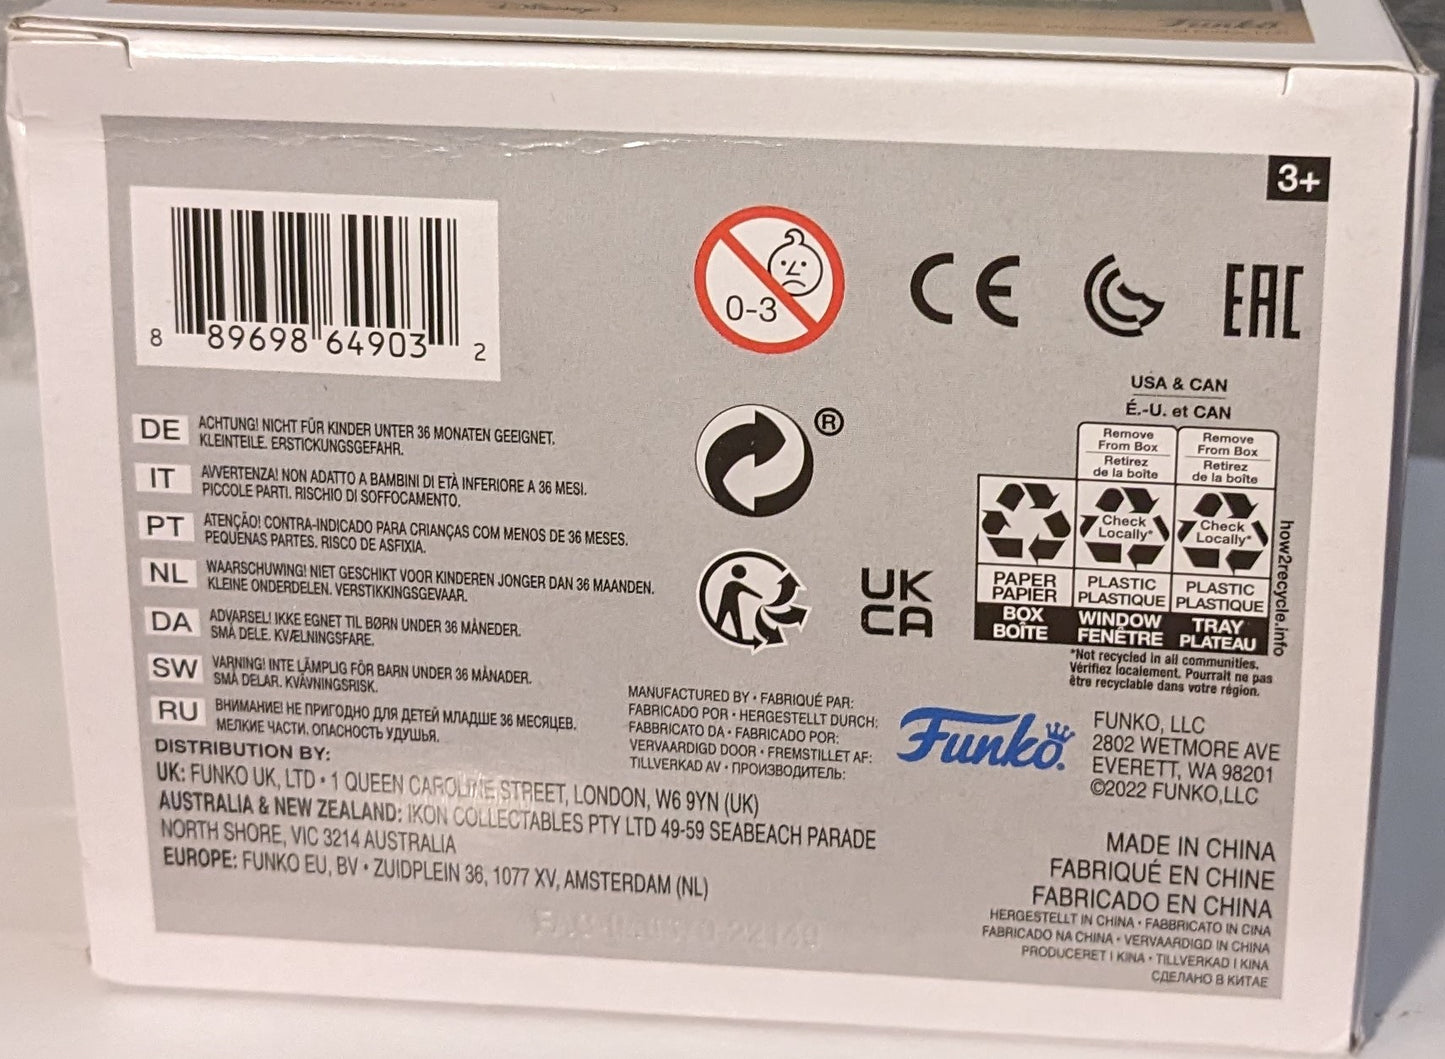 Disney
Funko
3+
8 89698 64903 2
0-3
CE
EAC
USA & CAN
É.-U. et CAN
®
Remove
From Box
Retirez
de la boîte
Remove
From Box
Retirez
de la boîte
Check
Locally*
Check
Locally*
PAPER
PAPIER
BOX
BOÎTE
PLASTIC
PLASTIQUE
WINDOW
FENÊTRE
PLASTIC
PLASTIQUE
TRAY
PLATEAU
how2recycle.info
*Not recycled in all communities.
Vérifiez localement. Pourrait ne pas
être recyclable dans votre région.
UK
CA
DE ACHTUNG! NICHT FÜR KINDER UNTER 36 MONATEN GEEIGNET.
KLEINTEILE. ERSTICKUNGSGEFAHR.
IT AVVERTENZA! NON ADATTO A BAMBINI DI ETÀ INFERIORE A 36 MESI.
PICCOLE PARTI. RISCHIO DI SOFFOCAMENTO.
PT ATENÇÃO! CONTRA-INDICADO PARA CRIANÇAS COM MENOS DE 36 MESES.
PEQUENAS PARTES. RISCO DE ASFIXIA.
NL WAARSCHUWING! NIET GESCHIKT VOOR KINDEREN JONGER DAN 36 MAANDEN.
KLEINE ONDERDELEN. VERSTIKKINGSGEVAAR.
DA ADVARSEL! IKKE EGNET TIL BØRN UNDER 36 MÅNEDER.
SMÅ DELE. KVÆLNINGSFARE.
SW VARNING! INTE LÄMPLIG FÖR BARN UNDER 36 MÅNADER.
SMÅ DELAR. KVÄVNINGSRISK.
RU ВНИМАНИЕ! НЕ ПРИГОДНО ДЛЯ ДЕТЕЙ МЛАДШЕ 36 МЕСЯЦЕВ.
МЕЛКИЕ ЧАСТИ. ОПАСНОСТЬ УДУШЬЯ.
MANUFACTURED BY • FABRIQUÉ PAR:
FABRICADO POR • HERGESTELLT DURCH:
FABBRICATO DA • FABRICADO POR:
VERVAARDIGD DOOR • FREMSTILLET AF:
TILLVERKAD AV • ПРОИЗВОДИТЕЛЬ:
Funko
FUNKO, LLC
2802 WETMORE AVE
EVERETT, WA 98201
©2022 FUNKO,LLC
DISTRIBUTION BY:
UK: FUNKO UK, LTD • 1 QUEEN CAROLINE STREET, LONDON, W6 9YN (UK)
AUSTRALIA & NEW ZEALAND: IKON COLLECTABLES PTY LTD 49-59 SEABEACH PARADE
NORTH SHORE, VIC 3214 AUSTRALIA
EUROPE: FUNKO EU, BV • ZUIDPLEIN 36, 1077 XV, AMSTERDAM (NL)
MADE IN CHINA
FABRIQUÉ EN CHINE
FABRICADO EN CHINA
HERGESTELLT IN CHINA • FABBRICATO IN CINA
FABRICADO NA CHINA • VERVAARDIGD IN CHINA
PRODUCERET I KINA • TILLVERKAD I KINA
СДЕЛАНО В КИТАЕ